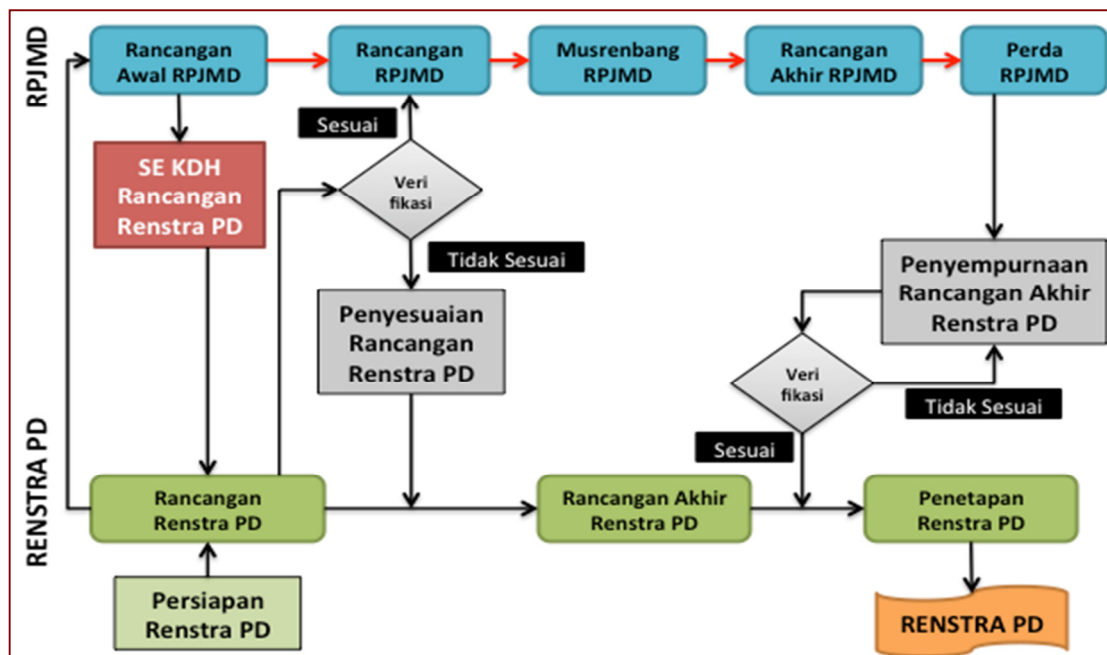 RPJMD
Rancangan
Awal RPJMD
Rancangan
RPJMD
Musrenbang
RPJMD
Rancangan
Akhir RPJMD
Perda
RPJMD
Sesuai
SE KDH
Rancangan
Renstra PD
Veri
fikasi
Tidak Sesuai
Penyesuaian
Rancangan
Renstra PD
Penyempurnaan
Rancangan Akhir
Renstra PD
Veri
fikasi
Tidak Sesuai
Sesuai
RENSTRA PD
Rancangan
Renstra PD
Rancangan Akhir
Renstra PD
Penetapan
Renstra PD
Persiapan
Renstra PD
RENSTRA PD